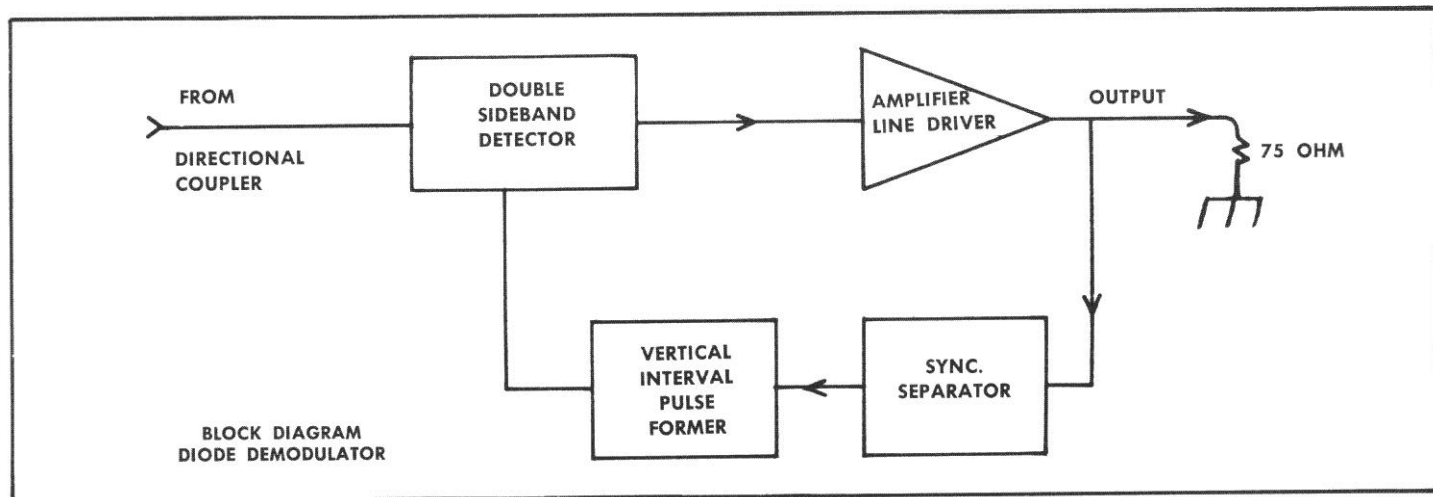 FROM
DIRECTIONAL
COUPLER
DOUBLE
SIDEBAND
DETECTOR
AMPLIFIER
LINE DRIVER
OUTPUT
75 OHM
VERTICAL
INTERVAL
PULSE
FORMER
SYNC.
SEPARATOR
BLOCK DIAGRAM
DIODE DEMODULATOR